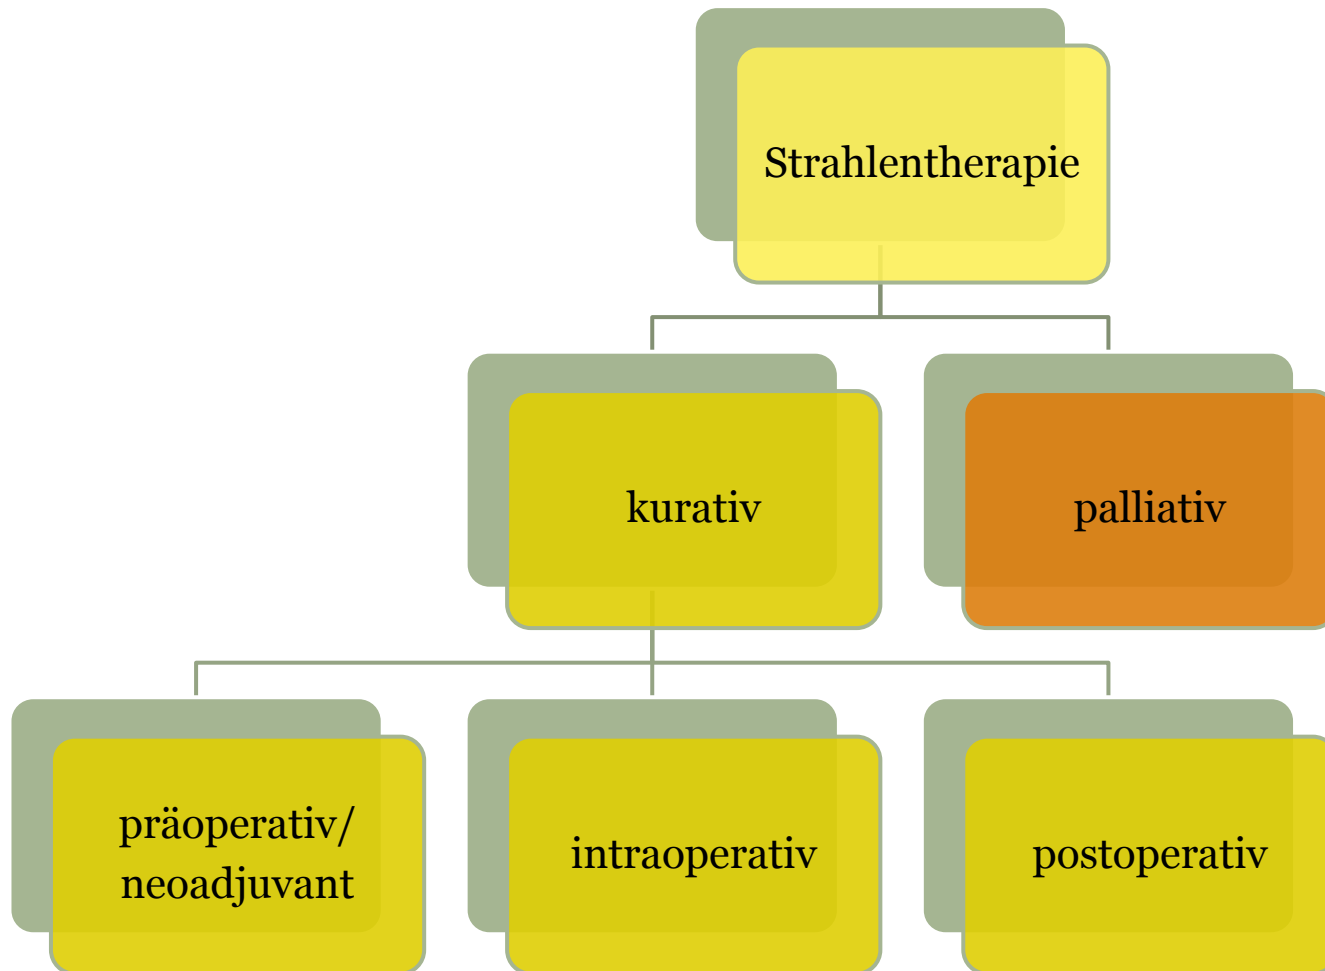 Strahlentherapie
kurativ
palliativ
präoperativ/
neoadjuvant
intraoperativ
postoperativ